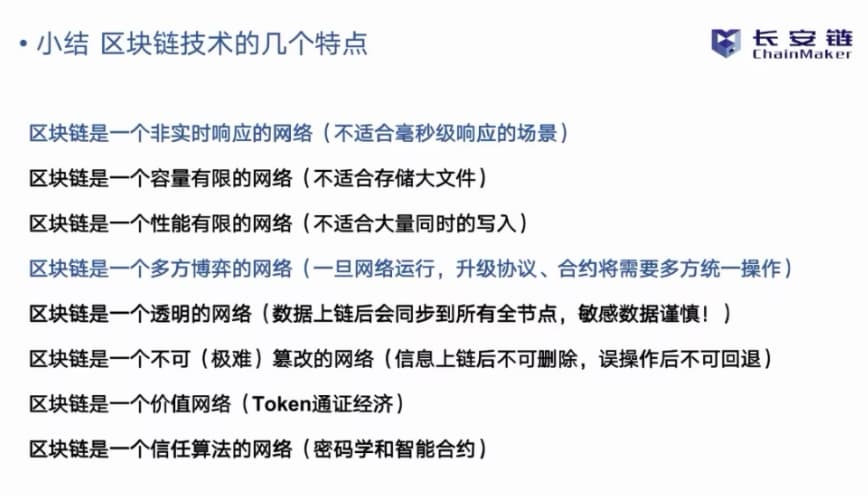 • 小结 区块链技术的几个特点
长安链
ChainMaker
区块链是一个非实时响应的网络（不适合毫秒级响应的场景）
区块链是一个容量有限的网络（不适合存储大文件）
区块链是一个性能有限的网络（不适合大量同时的写入）
区块链是一个多方博弈的网络（一旦网络运行，升级协议、合约将需要多方统一操作）
区块链是一个透明的网络（数据上链后会同步到所有全节点，敏感数据谨慎！）
区块链是一个不可（极难）篡改的网络（信息上链后不可删除，误操作后不可回退）
区块链是一个价值网络（Token通证经济）
区块链是一个信任算法的网络（密码学和智能合约）